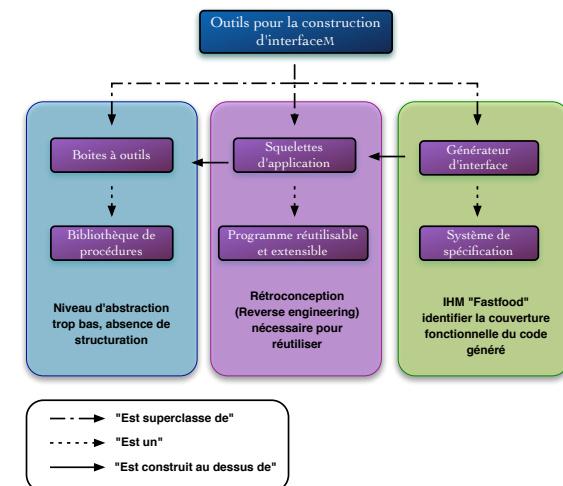 Outils pour la construction
d'interfaceM
Boites à outils
Squelettes
d'application
Générateur
d'interface
Bibliothèque de
procédures
Programme réutilisable
et extensible
Système de
spécification
Niveau d'abstraction
trop bas, absence de
structuration
Rétroconception
(Reverse engineering)
nécessaire pour
réutiliser
IHM "Fastfood"
identifier la couverture
fonctionnelle du code
généré
"Est superclasse de"
"Est un"
"Est construit au dessus de"